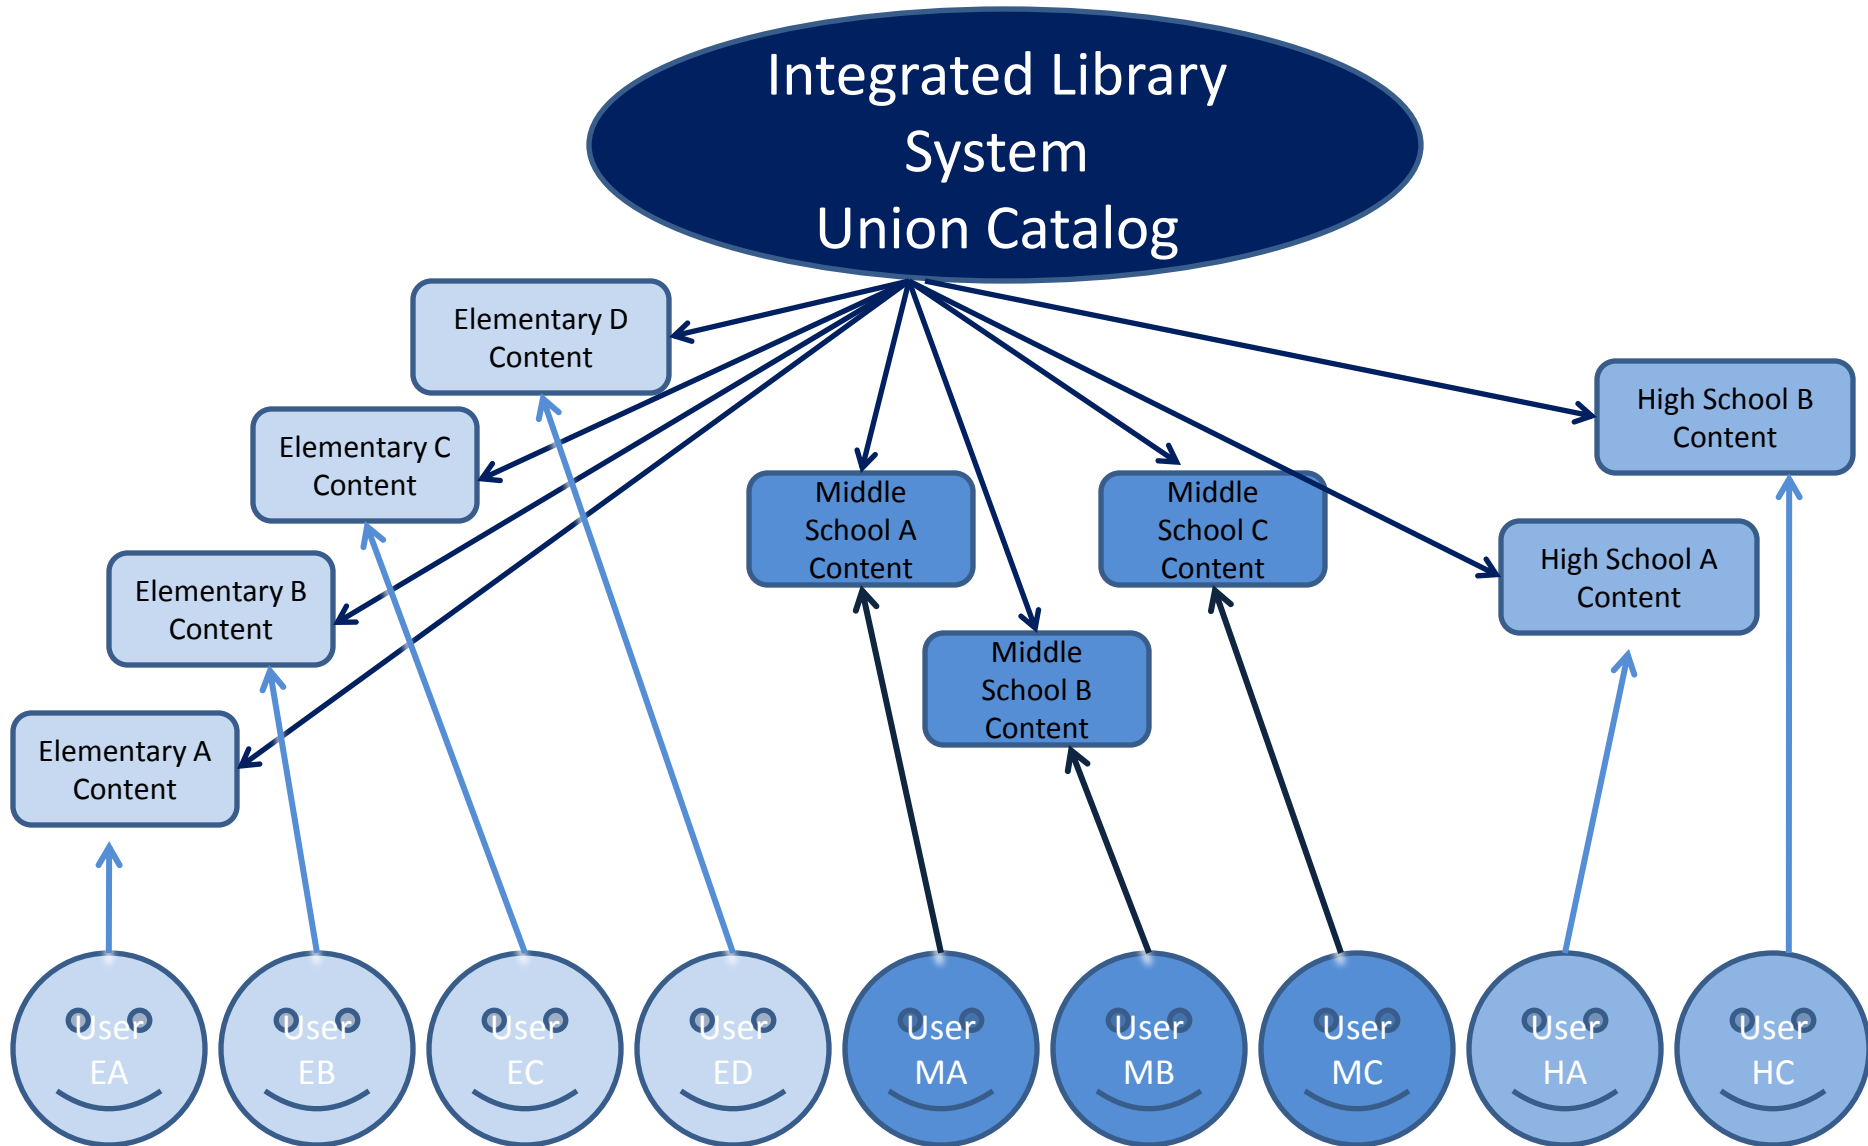 Integrated Library
System
Union Catalog
Elementary D
Content
High School B
Content
Elementary C
Content
Middle
School A
Content
Middle
School C
Content
High School A
Content
Elementary B
Content
Middle
School B
Content
Elementary A
Content
User
EA
User
EB
User
EC
User
ED
User
MA
User
MB
User
MC
User
HA
User
HC